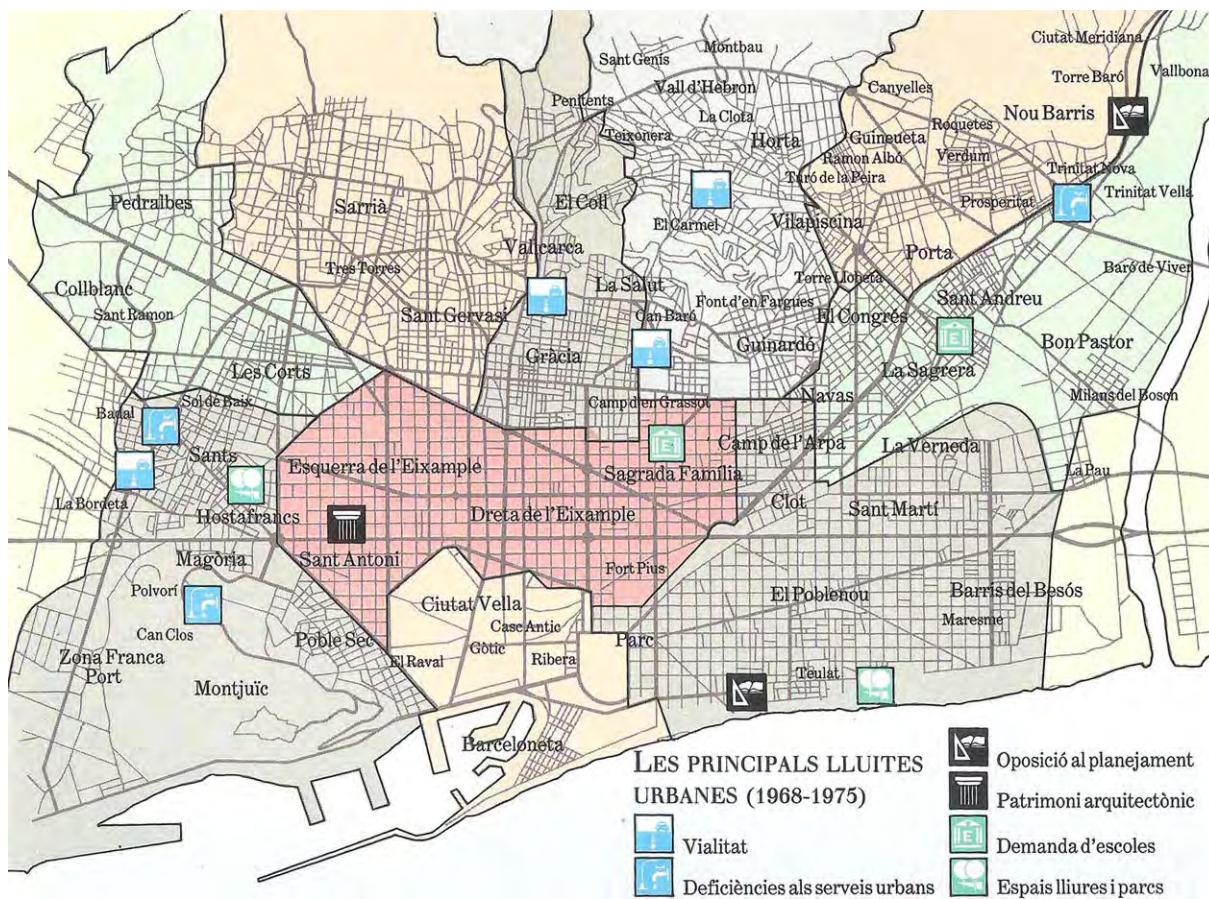 Ciutat Meridiana
Montbau
Sant Genís
Torre Baró
Vallbona
Vall d'Hebron
Canyelles
Penitents
Nou Barris
La Clota
Roquetes
Teixonera
Horta
Guineueta
Ramon Albó
Verdum
Trinitat Nova
Turó de la Peira
Pedralbes
Sarrià
El Coll
Prosperitat
Trinitat Vella
El Carmel
Vilapiscina
Vallcarca
Porta
Tres Torres
Baró de Viver
Collblanc
La Salut
Torre Llobeta
Sant Andreu
Sant Ramon
Sant Gervasi
Font d'en Fargues
Can Baró
El Congrés
Gràcia
Guinardó
Bon Pastor
Les Corts
La Sagrera
Sol de Baix
Camp d'en Grassot
Navas
Milans del Bosch
Badal
Camp de l'Arpa
La Verneda
Sants
Esquerra de l'Eixample
Sagrada Família
La Pau
La Bordeta
Clot
Sant Martí
Hostafrancs
Dreta de l'Eixample
Magòria
Sant Antoni
Fort Pius
Polvorí
Ciutat Vella
El Poblenou
Barris del Besós
Casc Antic
Maresme
Can Clos
Poble Sec
Gòtic
Parc
Zona Franca
Port
El Raval
Ribera
Montjuïc
Teulat
Barceloneta
LES PRINCIPALS LLUITES
URBANES (1968-1975)
Vialitat
Deficiències als serveis urbans
Oposició al planejament
Patrimoni arquitectònic
E
Demanda d'escoles
Espais lliures i parcs